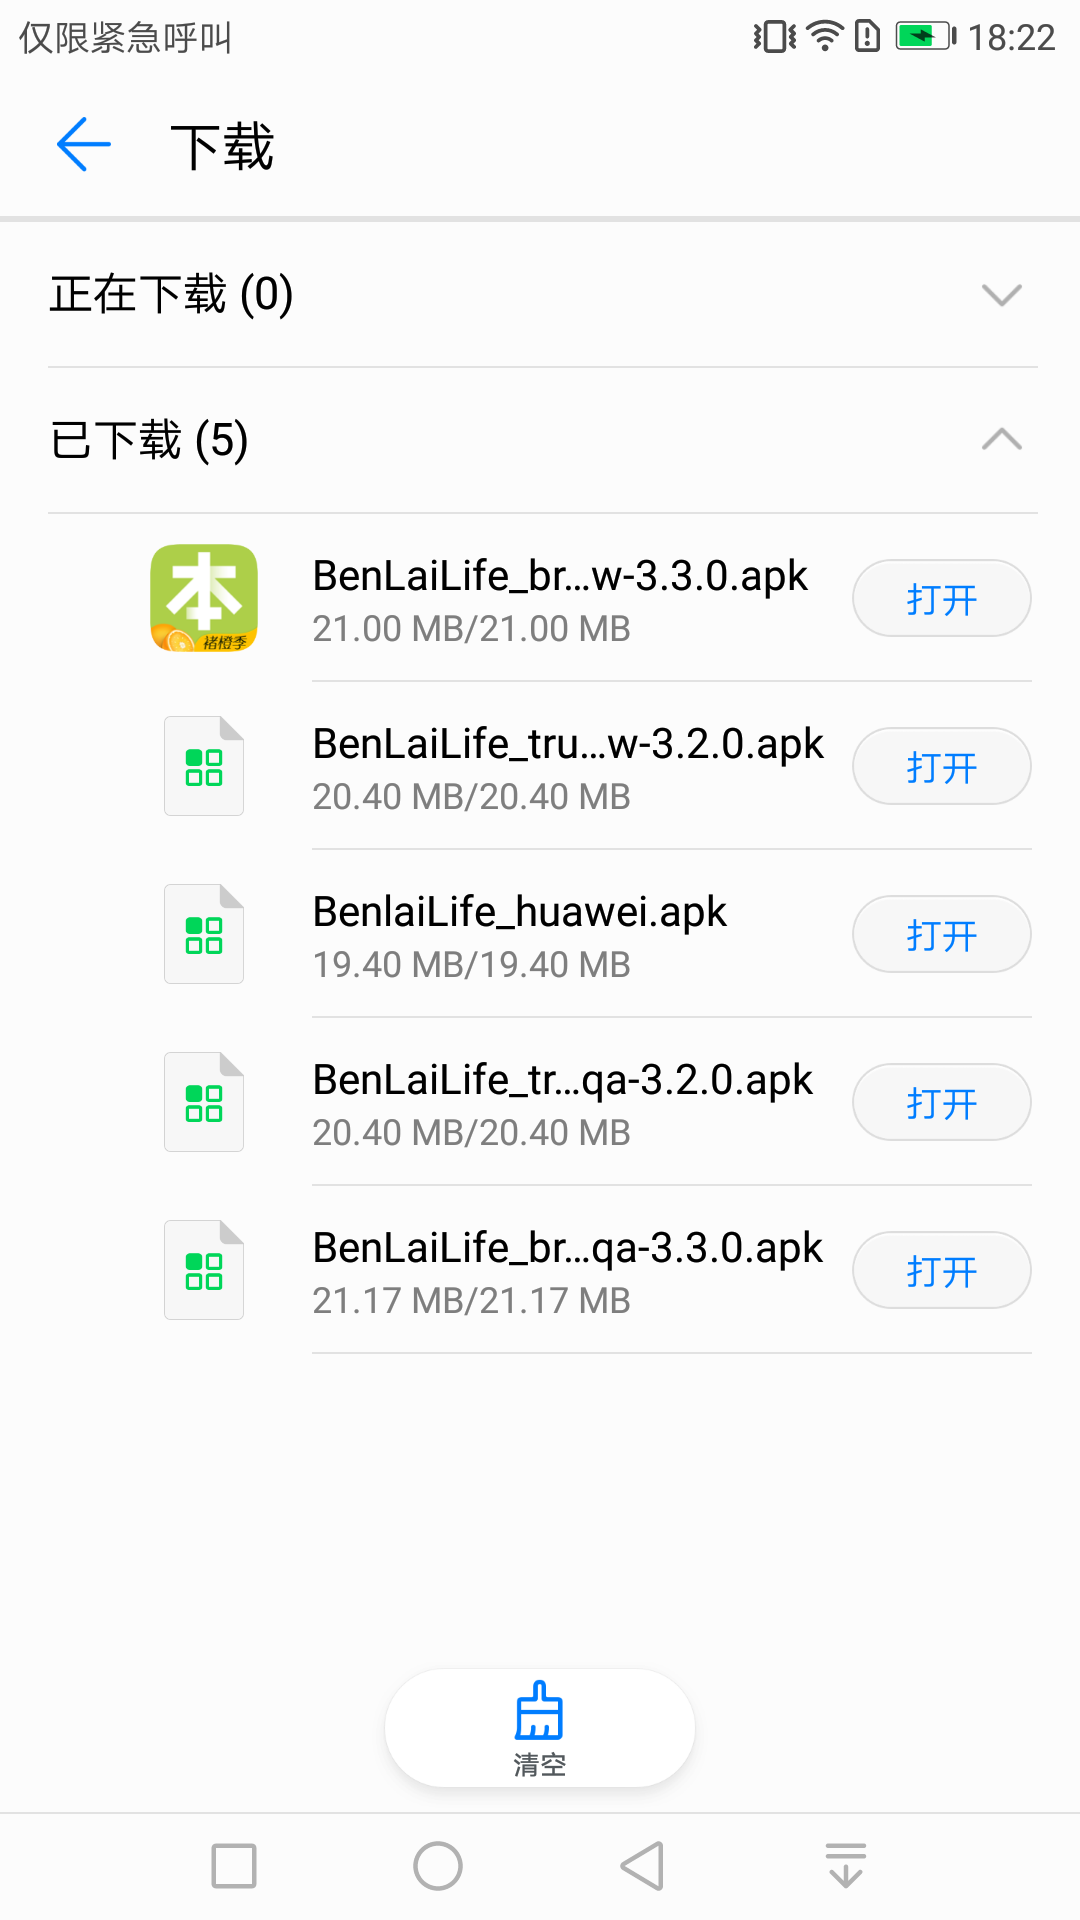 仅限紧急呼叫 18:22
下载
正在下载 (0)
已下载 (5)
本
褚橙季
BenLaiLife_br...w-3.3.0.apk
21.00 MB/21.00 MB
打开
BenLaiLife_tru...w-3.2.0.apk
20.40 MB/20.40 MB
打开
BenlaiLife_huawei.apk
19.40 MB/19.40 MB
打开
BenLaiLife_tr...qa-3.2.0.apk
20.40 MB/20.40 MB
打开
BenLaiLife_br...qa-3.3.0.apk
21.17 MB/21.17 MB
打开
清空